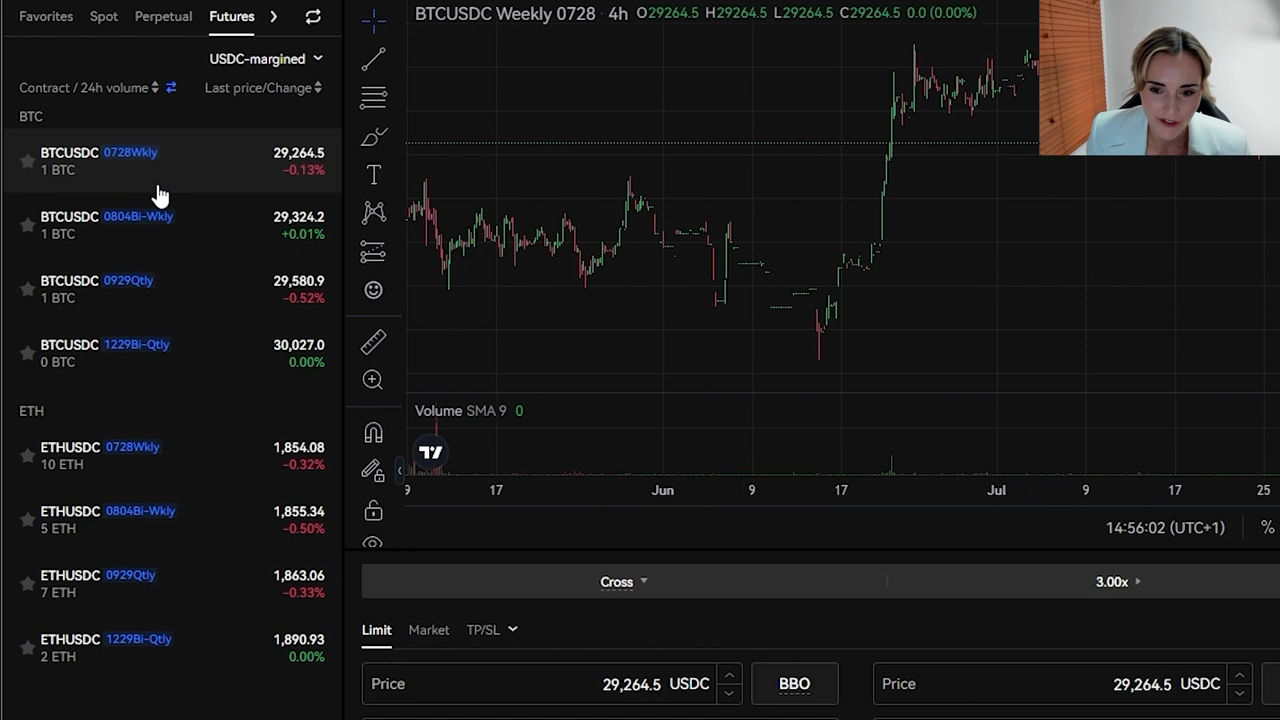 Favorites Spot Perpetual Futures
USDC-margined
Contract / 24h volume Last price/Change
BTC
BTCUSDC 0728Wkly 29,264.5
1 BTC -0.13%
BTCUSDC 0804Bi-Wkly 29,324.2
1 BTC +0.01%
BTCUSDC 0929Qtly 29,580.9
1 BTC -0.52%
BTCUSDC 1229Bi-Qtly 30,027.0
0 BTC 0.00%
ETH
ETHUSDC 0728Wkly 1,854.08
10 ETH -0.32%
ETHUSDC 0804Bi-Wkly 1,855.34
5 ETH -0.50%
ETHUSDC 0929Qtly 1,863.06
7 ETH -0.33%
ETHUSDC 1229Bi-Qtly 1,890.93
2 ETH 0.00%
BTCUSDC Weekly 0728 · 4h O29264.5 H29264.5 L29264.5 C29264.5 0.0 (0.00%)
Volume SMA 9 0
9 17 Jun 9 17 Jul 9 17 25
14:56:02 (UTC+1) %
Cross 3.00x
Limit Market TP/SL
Price 29,264.5 USDC BBO Price 29,264.5 USDC